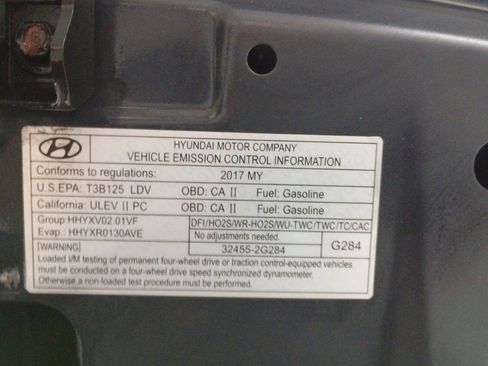 HYUNDAI MOTOR COMPANY
VEHICLE EMISSION CONTROL INFORMATION
Conforms to regulations: 2017 MY
U.S.EPA: T3B125 LDV OBD: CA II Fuel: Gasoline
California: ULEV II PC OBD: CA II Fuel: Gasoline
Group: HHYXV02.01VF DFI/HO2S/WR-HO2S/WU-TWC/TWC/TC/CAC
Evap.: HHYXR0130AVE No adjustments needed. G284
[WARNING] 32455-2G284
Loaded I/M testing of permanent four-wheel drive or traction control-equipped vehicles
must be conducted on a four-wheel drive speed synchronized dynamometer.
Otherwise,a non-loaded test procedure must be used.